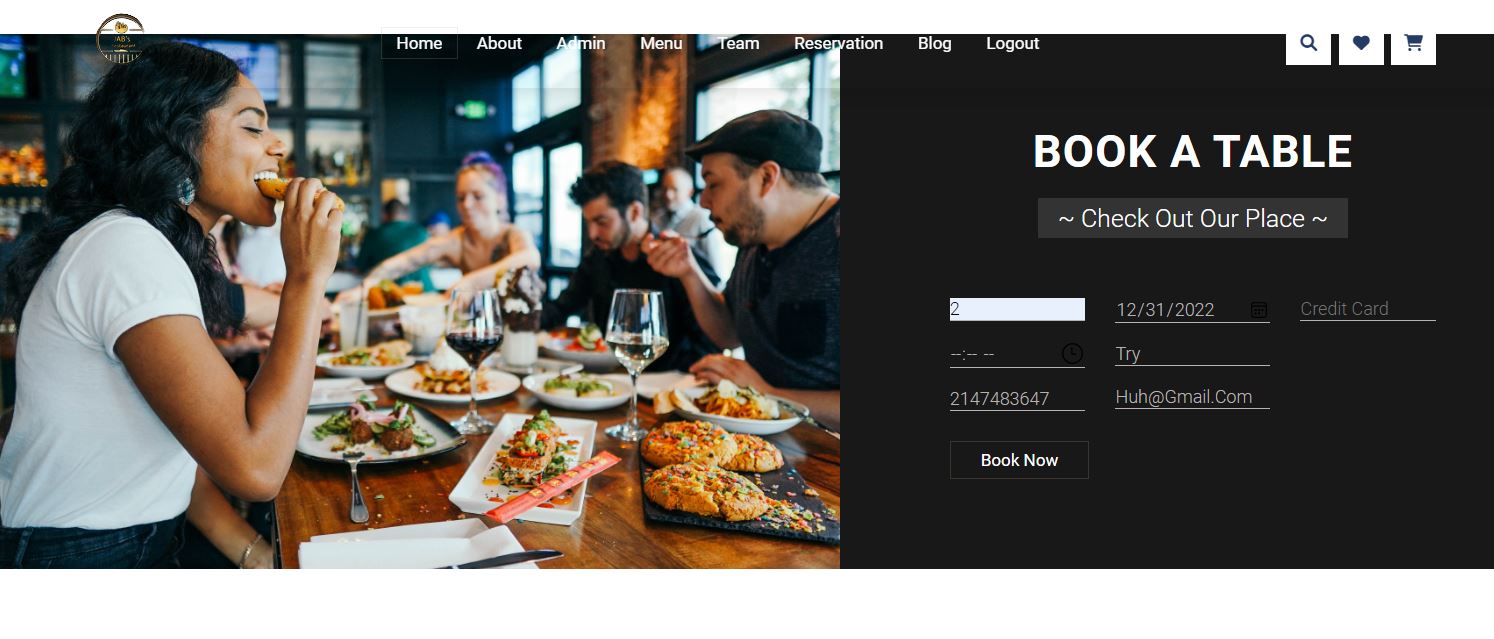 Home About Admin Menu Team Reservation Blog Logout
BOOK A TABLE
~ Check Out Our Place ~
2 12/31/2022 Credit Card
--:-- -- Try
2147483647 Huh@Gmail.Com
Book Now